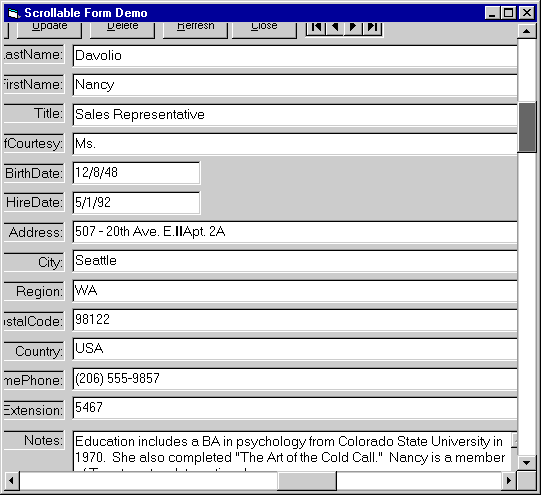 Scrollable Form Demo
Update Delete Refresh Close
LastName: Davolio
FirstName: Nancy
Title: Sales Representative
fCourtesy: Ms.
BirthDate: 12/8/48
HireDate: 5/1/92
Address: 507 - 20th Ave. E.Apt. 2A
City: Seattle
Region: WA
ostalCode: 98122
Country: USA
mePhone: (206) 555-9857
Extension: 5467
Notes: Education includes a BA in psychology from Colorado State University in
1970. She also completed "The Art of the Cold Call." Nancy is a member